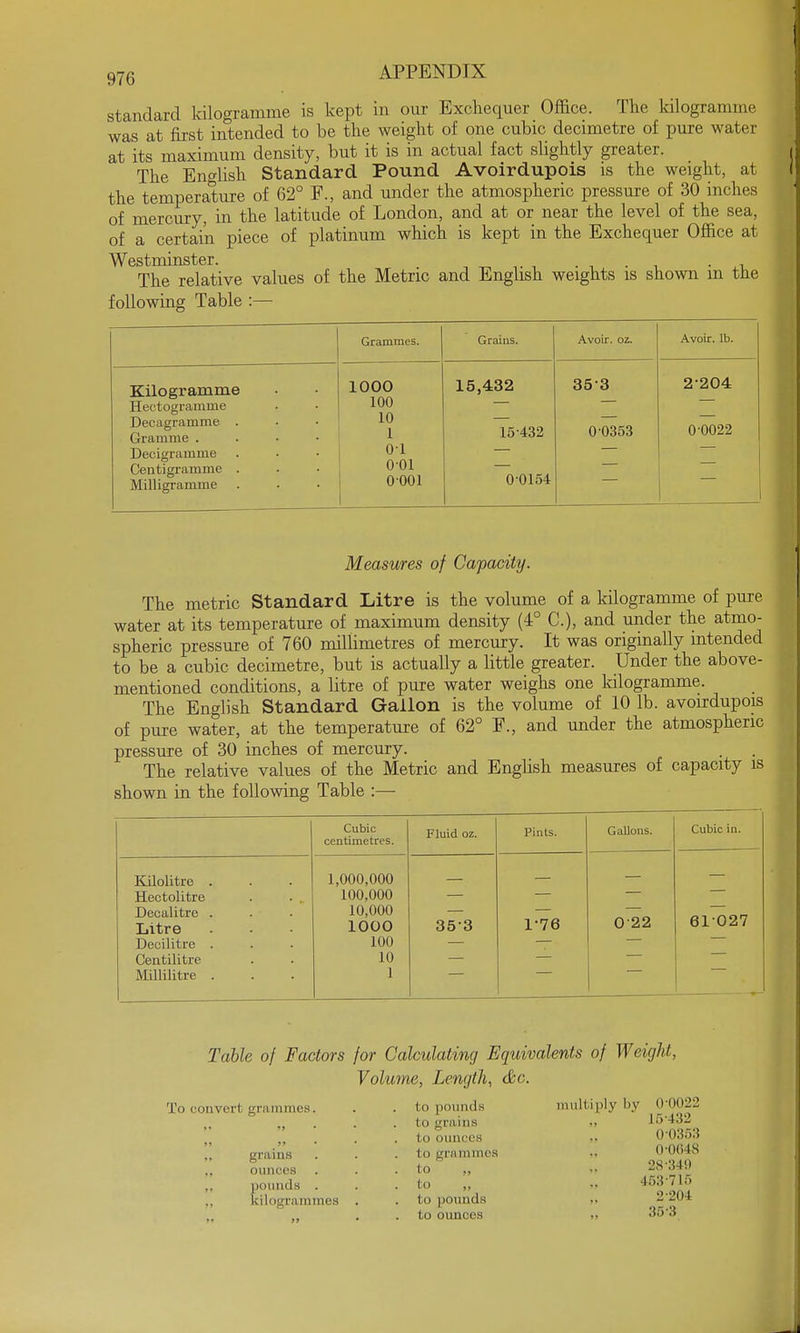 976
APPENDIX
standard kilogramme is kept in our Exchequer Office. The kilogramme
was at first intended to be the weight of one cubic decimetre of pure water
at its maximum density, but it is in actual fact slightly greater.
The English Standard Pound Avoirdupois is the weight, at
the temperature of 62° F., and under the atmospheric pressure of 30 inches
of mercury, in the latitude of London, and at or near the level of the sea,
of a certain piece of platinum which is kept in the Exchequer Office at
Westminster.
The relative values of the Metric and English weights is shown in the
following Table :—
Grammes. Grains. Avoir. oz. Avoir. lb.
Kilogramme . . 1000 15,432 35·3 2·204
Hectogramme . . 100 — — —
Decagramme . . . 10 — — —
Gramme . . . . 1 15·432 0·0353 0·0022
Decigramme . . . 0·1 — — —
Centigramme . . . 0·01 — — —
Milligramme . . . 0·001 0·0154 — —
Measures of Capacity.
The metric Standard Litre is the volume of a kilogramme of pure
water at its temperature of maximum density (4° C.), and under the atmo-
spheric pressure of 760 millimetres of mercury. It was originally intended
to be a cubic decimetre, but is actually a little greater. Under the above-
mentioned conditions, a litre of pure water weighs one kilogramme.
The English Standard Gallon is the volume of 10 lb. avoirdupois
of pure water, at the temperature of 62° F., and under the atmospheric
pressure of 30 inches of mercury.
The relative values of the Metric and English measures of capacity is
shown in the following Table :—
Cubic centimetres. Fluid oz. Pints. Gallons. Cubic in.
Kilolitre . . . 1,000,000 — — — —
Hectolitre . . . 100,000 — — — —
Decalitre . . . 10,000 — — — —
Litre . . . 1000 35·3 1·76 0·22 61·027
Decilitre . . . 100 — — — —
Centilitre . . 10 — — — —
Millilitre . . . 1 — — — —
Table of Factors for Calculating Equivalents of Weight,
Volume, Length, &c.
To convert grammes. . . to pounds multiply by 0·0022
„ „ . . . to grains „ 15·432
„ „ . . . to ounces „ 0·0353
„ grains . . . to grammes „ 0·0648
„ ounces . . . to „ „ 28·349
„ pounds . . . to „ „ 453·715
„ kilogrammes . . to pounds „ 2·204
„ „ . . to ounces „ 35·3